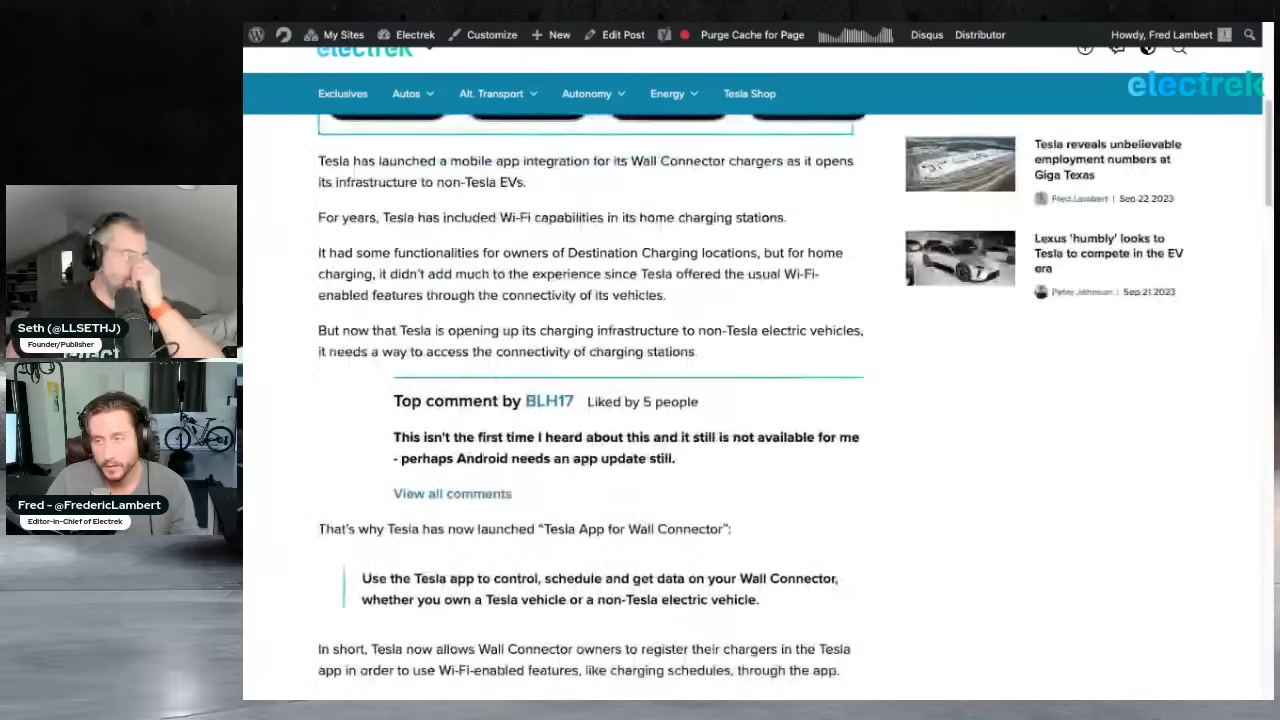 My Sites Electrek Customize New Edit Post Purge Cache for Page Disqus Distributor Howdy, Fred Lambert
electrek
electrek
Exclusives Autos Alt. Transport Autonomy Energy Tesla Shop
Tesla has launched a mobile app integration for its Wall Connector chargers as it opens
its infrastructure to non-Tesla EVs.
For years, Tesla has included Wi-Fi capabilities in its home charging stations.
It had some functionalities for owners of Destination Charging locations, but for home
charging, it didn't add much to the experience since Tesla offered the usual Wi-Fi-
enabled features through the connectivity of its vehicles.
But now that Tesla is opening up its charging infrastructure to non-Tesla electric vehicles,
it needs a way to access the connectivity of charging stations.
Top comment by BLH17 Liked by 5 people
This isn't the first time I heard about this and it still is not available for me
- perhaps Android needs an app update still.
View all comments
That's why Tesla has now launched “Tesla App for Wall Connector”:
Use the Tesla app to control, schedule and get data on your Wall Connector,
whether you own a Tesla vehicle or a non-Tesla electric vehicle.
In short, Tesla now allows Wall Connector owners to register their chargers in the Tesla
app in order to use Wi-Fi-enabled features, like charging schedules, through the app.
Tesla reveals unbelievable
employment numbers at
Giga Texas
Fred Lambert | Sep 22 2023
Lexus 'humbly' looks to
Tesla to compete in the EV
era
Peter Johnson | Sep 21 2023
Seth (@LLSETHJ)
Founder/Publisher
Fred - @FredericLambert
Editor-in-Chief of Electrek